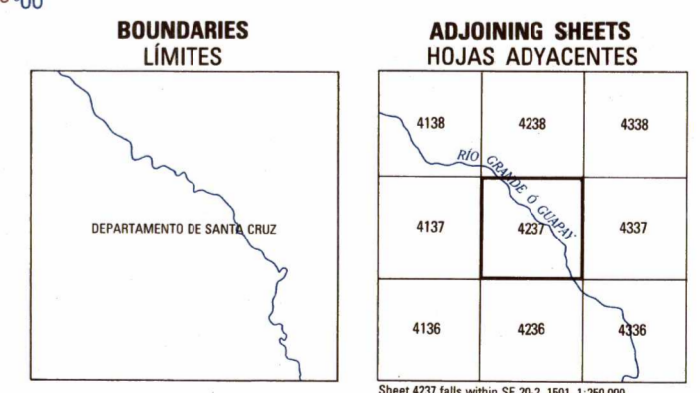 00
BOUNDARIES
LÍMITES
DEPARTAMENTO DE SANTA CRUZ
ADJOINING SHEETS
HOJAS ADYACENTES
4138 4238 4338
RÍO GRANDE Ó GUAPAY
4137 4237 4337
4136 4236 4336
Sheet 4237 falls within SE 20-2, 1501, 1:250,000